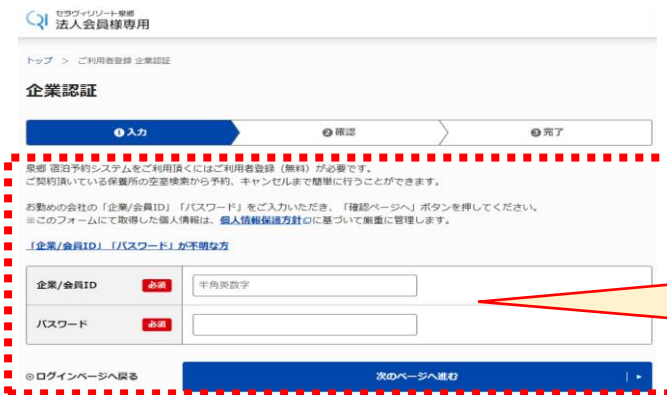 セラヴィリゾート泉郷
法人会員様専用
トップ > ご利用者登録 企業認証
企業認証
❶入力
❷確認
❸完了
泉郷 宿泊予約システムをご利用頂くにはご利用者登録（無料）が必要です。
ご契約頂いている保養所の空室検索から予約、キャンセルまで簡単に行うことができます。
お勤めの会社の「企業/会員ID」「パスワード」をご入力いただき、「確認ページへ」ボタンを押してください。
※このフォームにて取得した個人情報は、個人情報保護方針に基づいて厳重に管理します。
「企業/会員ID」「パスワード」が不明な方
企業/会員ID 必須 半角英数字
パスワード 必須
ログインページへ戻る
次のページへ進む